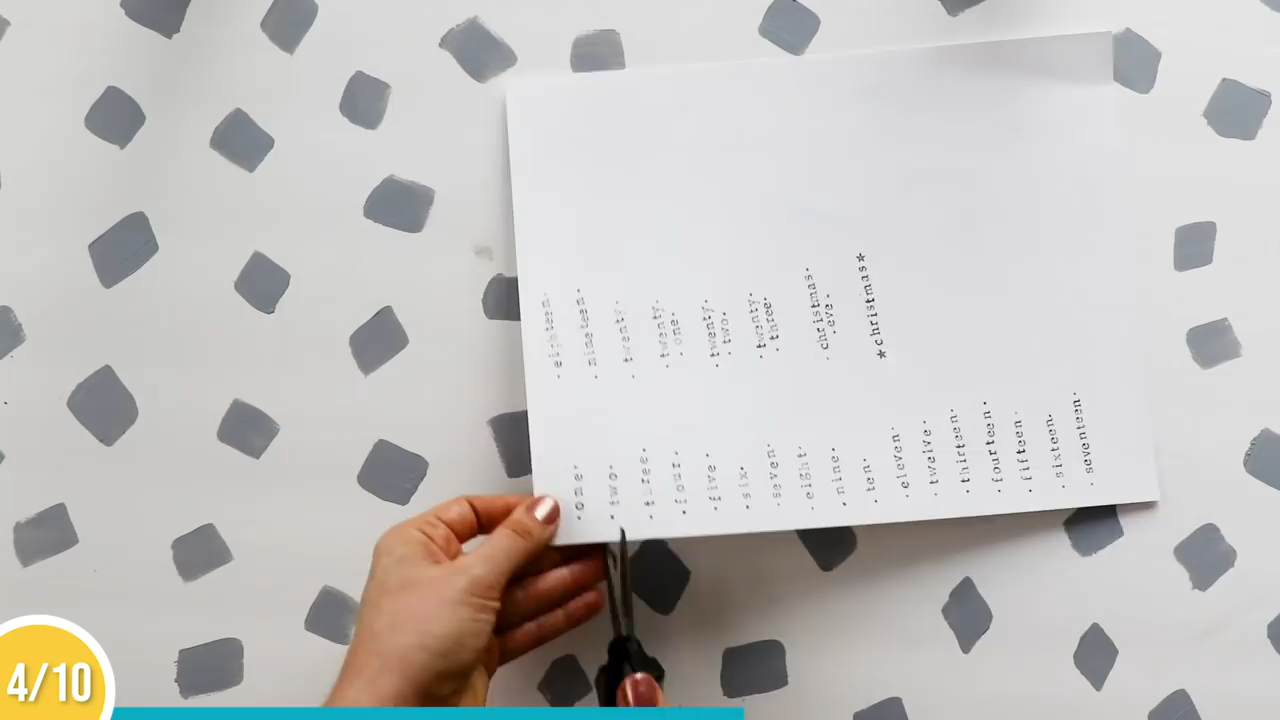 ·one·
·two·
·three·
·four·
·five·
·six·
·seven·
·eight·
·nine·
·ten·
·eleven·
·twelve·
·thirteen·
·fourteen·
·fifteen·
·sixteen·
·seventeen·
·eighteen·
·nineteen·
·twenty·
·twenty·
·one·
·twenty·
·two·
·twenty·
·three·
·christmas·
·eve·
*christmas*
4/10